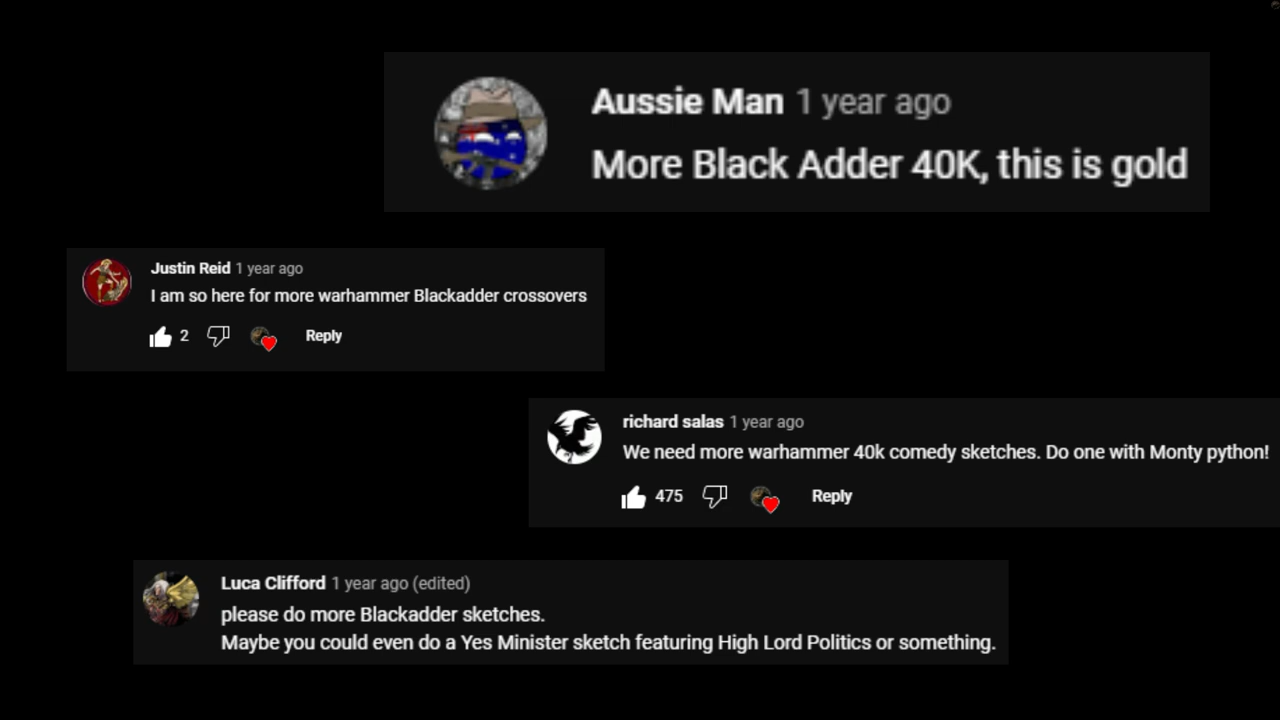 Aussie Man 1 year ago
More Black Adder 40K, this is gold
Justin Reid 1 year ago
I am so here for more warhammer Blackadder crossovers
2 Reply
richard salas 1 year ago
We need more warhammer 40k comedy sketches. Do one with Monty python!
475 Reply
Luca Clifford 1 year ago (edited)
please do more Blackadder sketches.
Maybe you could even do a Yes Minister sketch featuring High Lord Politics or something.